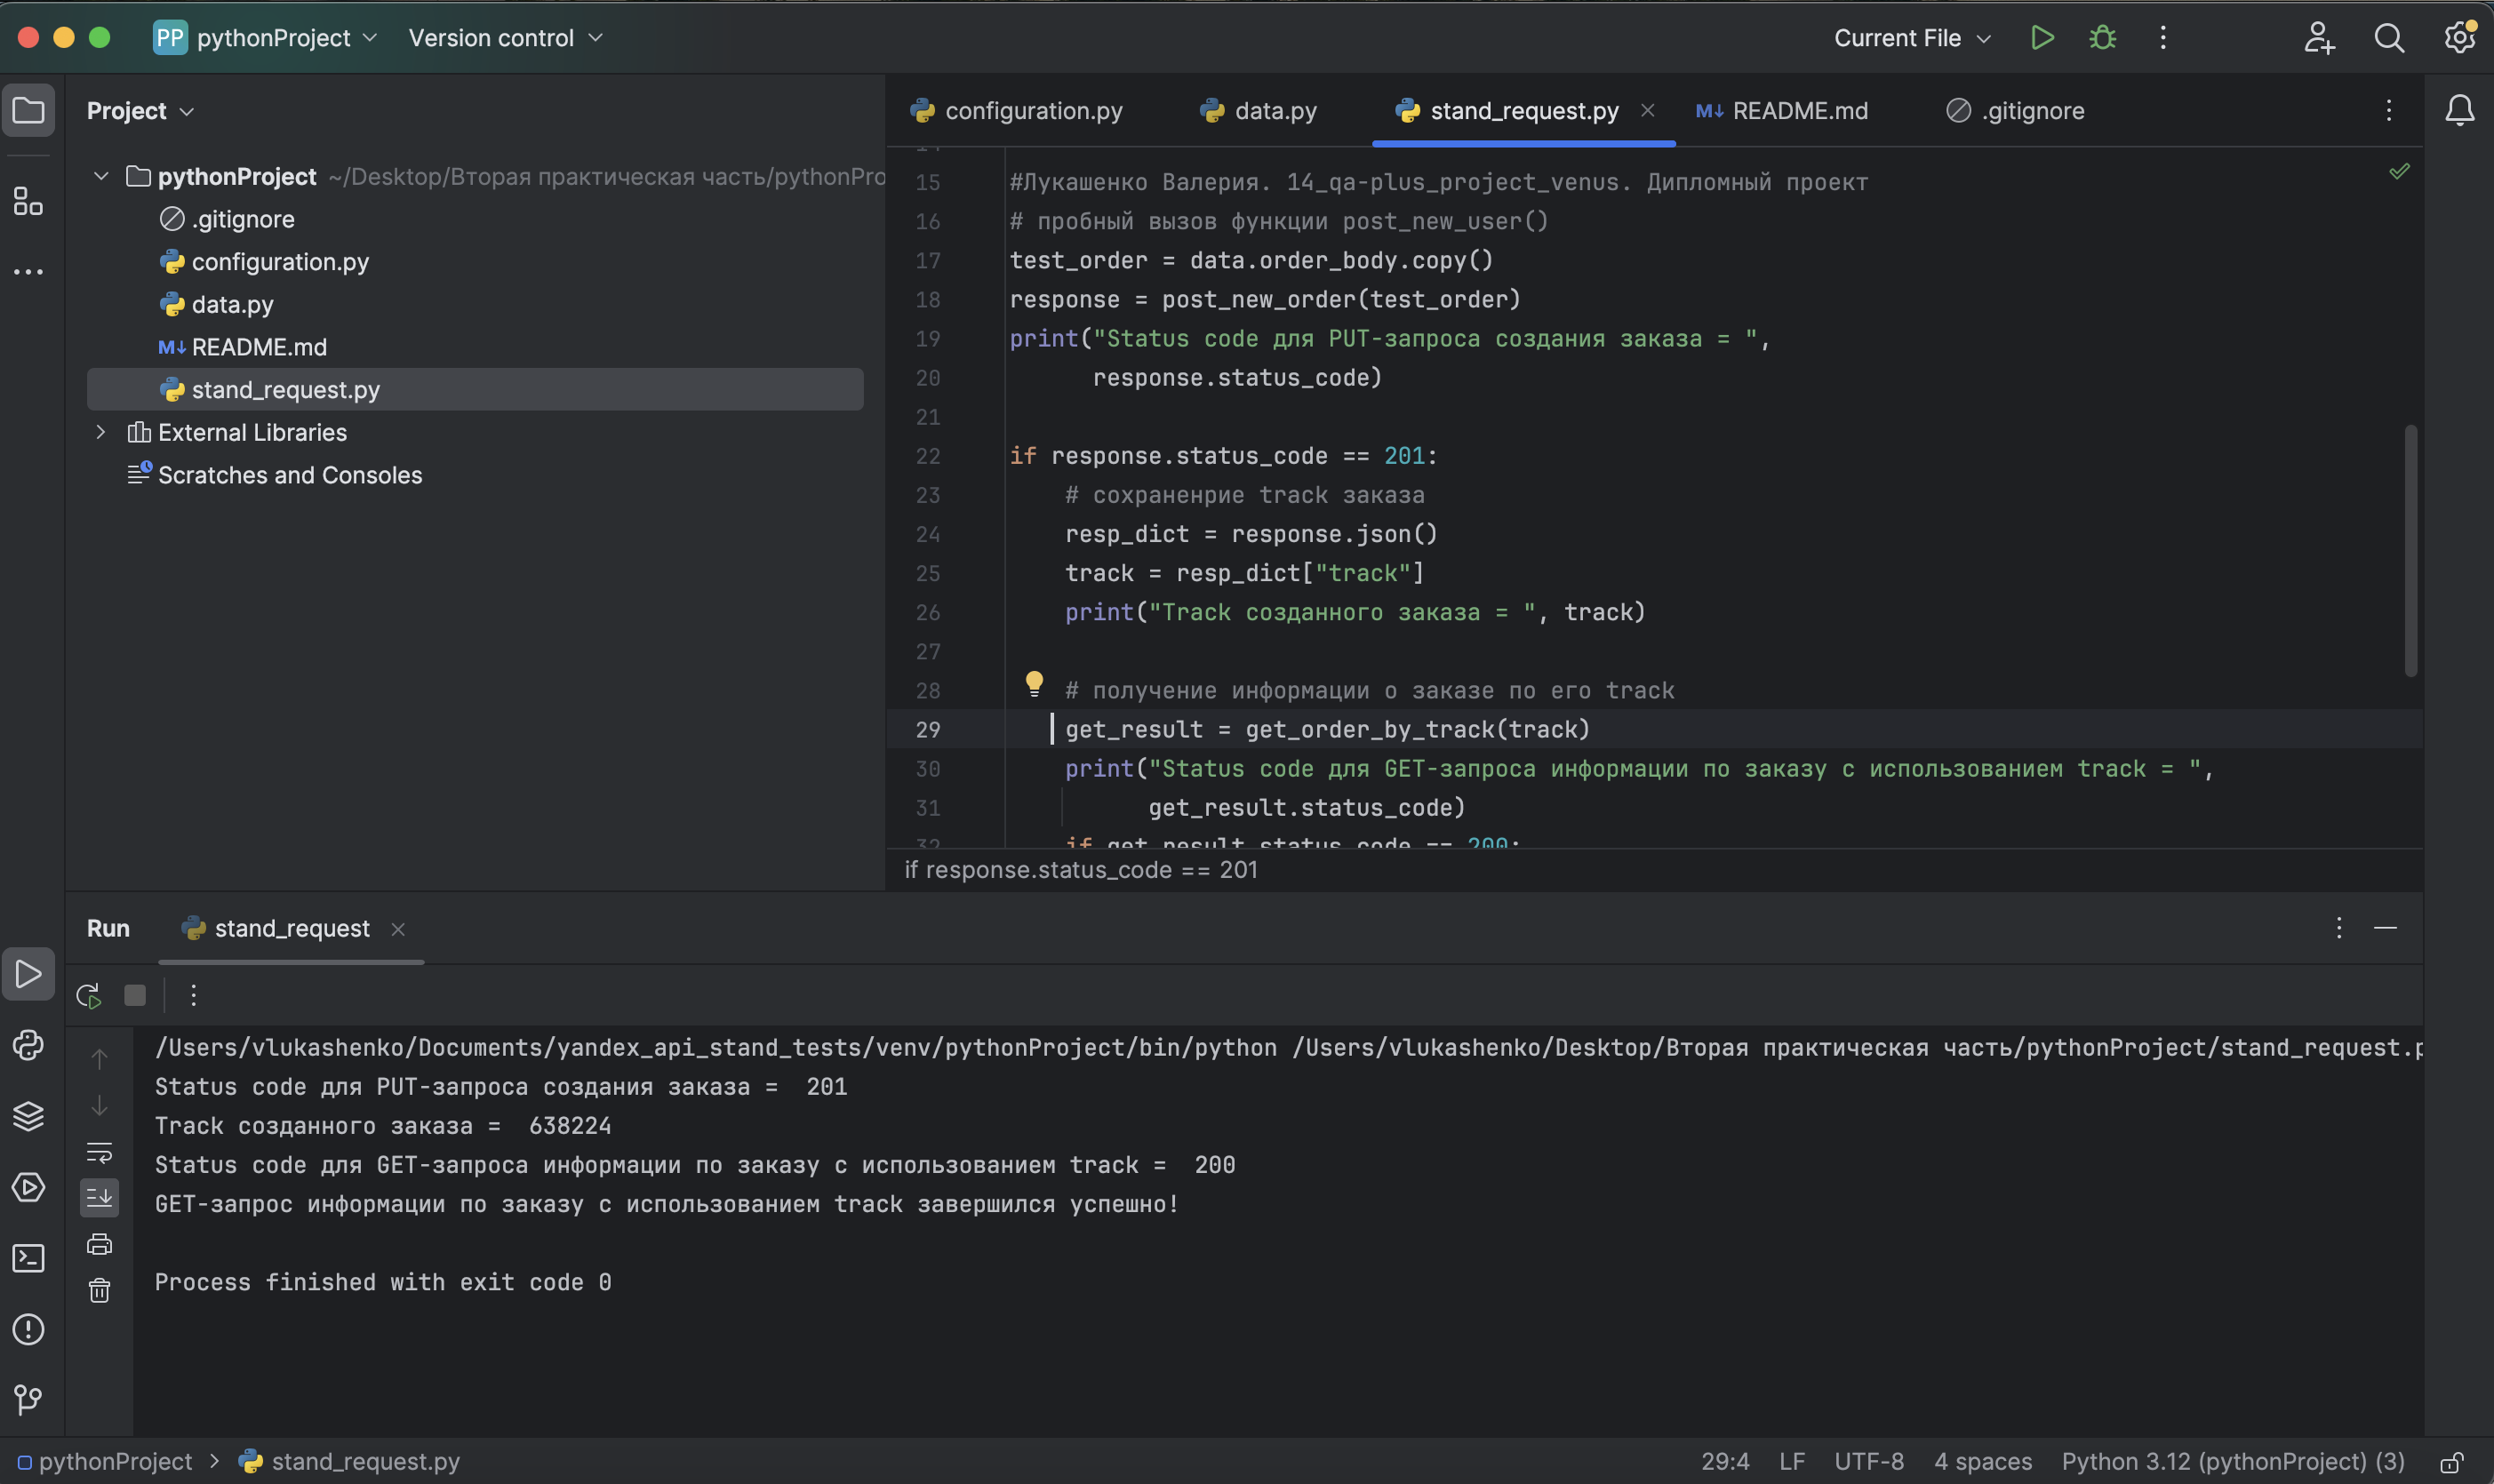 PP pythonProject Version control Current File
Project
configuration.py data.py stand_request.py README.md .gitignore
pythonProject ~/Desktop/Вторая практическая часть/pythonPro
.gitignore
configuration.py
data.py
README.md
stand_request.py
External Libraries
Scratches and Consoles
15 #Лукашенко Валерия. 14_qa-plus_project_venus. Дипломный проект
16 # пробный вызов функции post_new_user()
17 test_order = data.order_body.copy()
18 response = post_new_order(test_order)
19 print("Status code для PUT-запроса создания заказа = ",
20 response.status_code)
21
22 if response.status_code == 201:
23 # сохраненрие track заказа
24 resp_dict = response.json()
25 track = resp_dict["track"]
26 print("Track созданного заказа = ", track)
27
28 # получение информации о заказе по его track
29 get_result = get_order_by_track(track)
30 print("Status code для GET-запроса информации по заказу с использованием track = ",
31 get_result.status_code)
32 if get_result.status_code == 200:
if response.status_code == 201
Run stand_request
/Users/vlukashenko/Documents/yandex_api_stand_tests/venv/pythonProject/bin/python /Users/vlukashenko/Desktop/Вторая практическая часть/pythonProject/stand_request.p
Status code для PUT-запроса создания заказа =  201
Track созданного заказа =  638224
Status code для GET-запроса информации по заказу с использованием track =  200
GET-запрос информации по заказу с использованием track завершился успешно!
Process finished with exit code 0
pythonProject > stand_request.py 29:4 LF UTF-8 4 spaces Python 3.12 (pythonProject) (3)